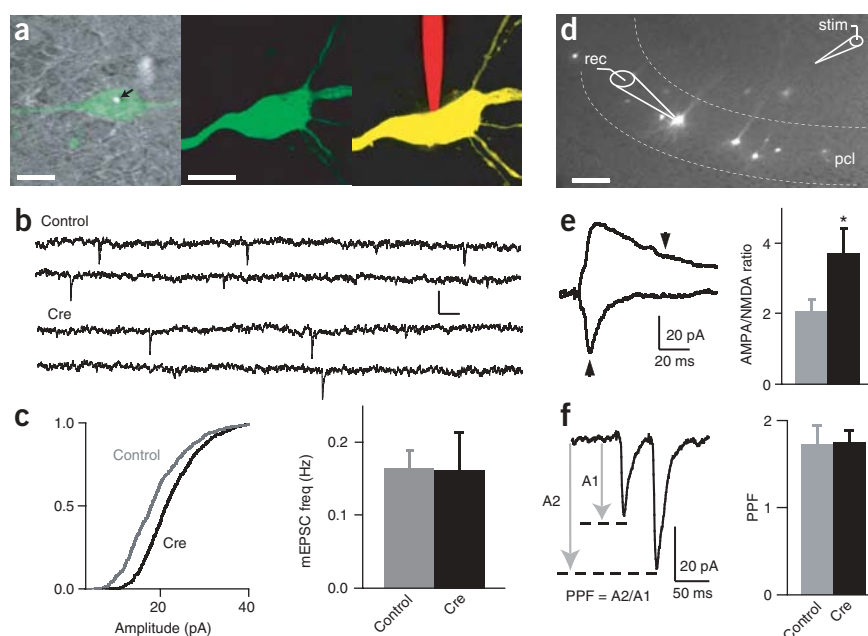 a
b
Control
Cre
c
1.0
0.5
0.0
Control
Cre
20
40
Amplitude (pA)
mEPSC freq (Hz)
0.2
0.1
0.0
Control
Cre
d
stim
rec
pcl
e
20 pA
20 ms
AMPA/NMDA ratio
4
2
0
*
f
A2
A1
PPF = A2/A1
20 pA
50 ms
PPF
2
1
0
Control
Cre